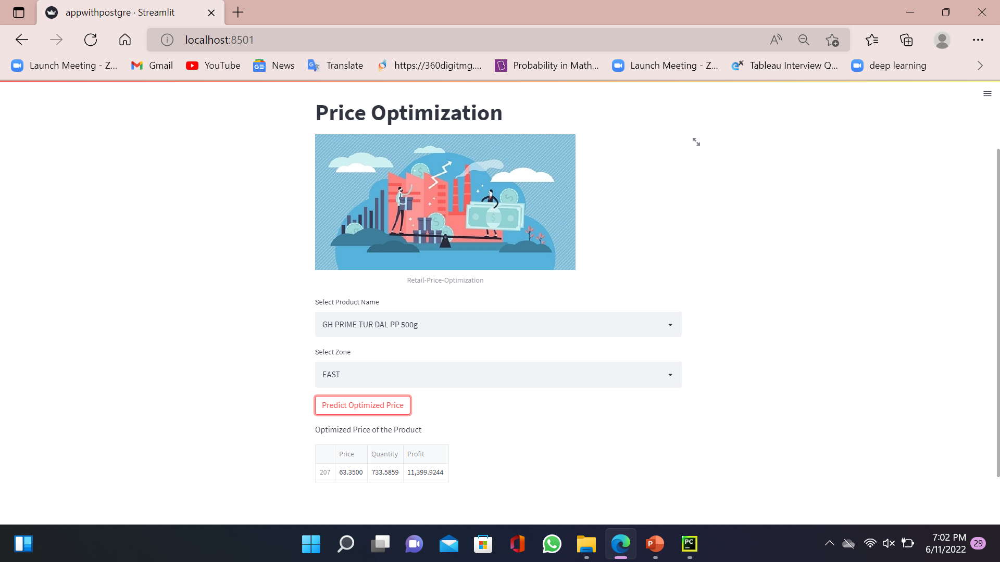 appwithpostgre · Streamlit
localhost:8501
Launch Meeting - Z...
Gmail
YouTube
News
Translate
https://360digitmg....
Probability in Math...
Launch Meeting - Z...
Tableau Interview Q...
deep learning
Price Optimization
Retail-Price-Optimization
Select Product Name
GH PRIME TUR DAL PP 500g
Select Zone
EAST
Predict Optimized Price
Optimized Price of the Product
Price Quantity Profit
207 63.3500 733.5859 11,399.9244
7:02 PM
6/11/2022
29